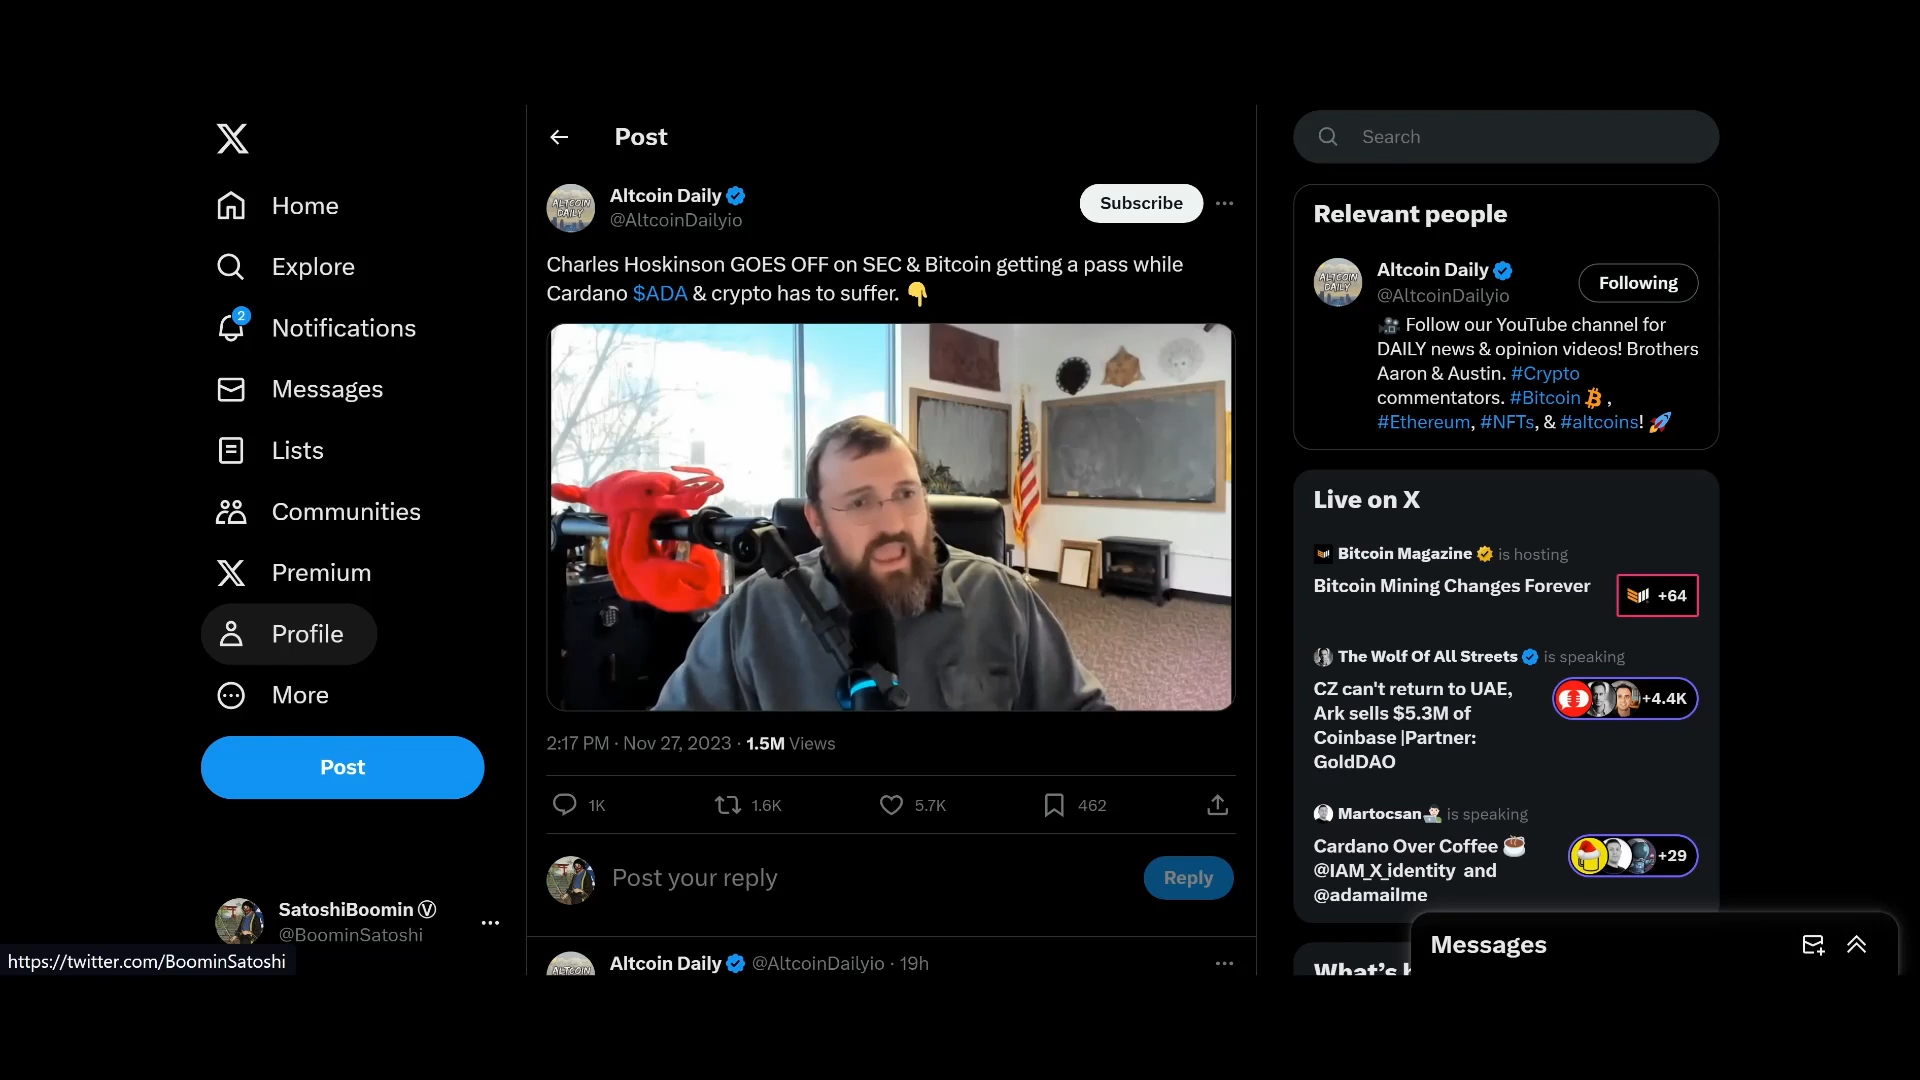 Home
Explore
2
Notifications
Messages
Lists
Communities
Premium
Profile
More
Post
SatoshiBoomin Ⓥ
@BoominSatoshi
https://twitter.com/BoominSatoshi
Post
ALTCOIN DAILY
Altcoin Daily
@AltcoinDailyio
Subscribe
Charles Hoskinson GOES OFF on SEC & Bitcoin getting a pass while
Cardano $ADA & crypto has to suffer. 👇
2:17 PM · Nov 27, 2023 · 1.5M Views
1K 1.6K 5.7K 462
Post your reply
Reply
Altcoin Daily @AltcoinDailyio · 19h
Search
Relevant people
ALTCOIN DAILY
Altcoin Daily
@AltcoinDailyio
Following
🎥 Follow our YouTube channel for
DAILY news & opinion videos! Brothers
Aaron & Austin. #Crypto
commentators. #Bitcoin ,
#Ethereum, #NFTs, & #altcoins! 🚀
Live on X
Bitcoin Magazine is hosting
Bitcoin Mining Changes Forever
+64
The Wolf Of All Streets is speaking
CZ can't return to UAE,
Ark sells $5.3M of
Coinbase |Partner:
GoldDAO
+4.4K
Martocsan is speaking
Cardano Over Coffee ☕
@IAM_X_identity and
@adamailme
+29
Messages